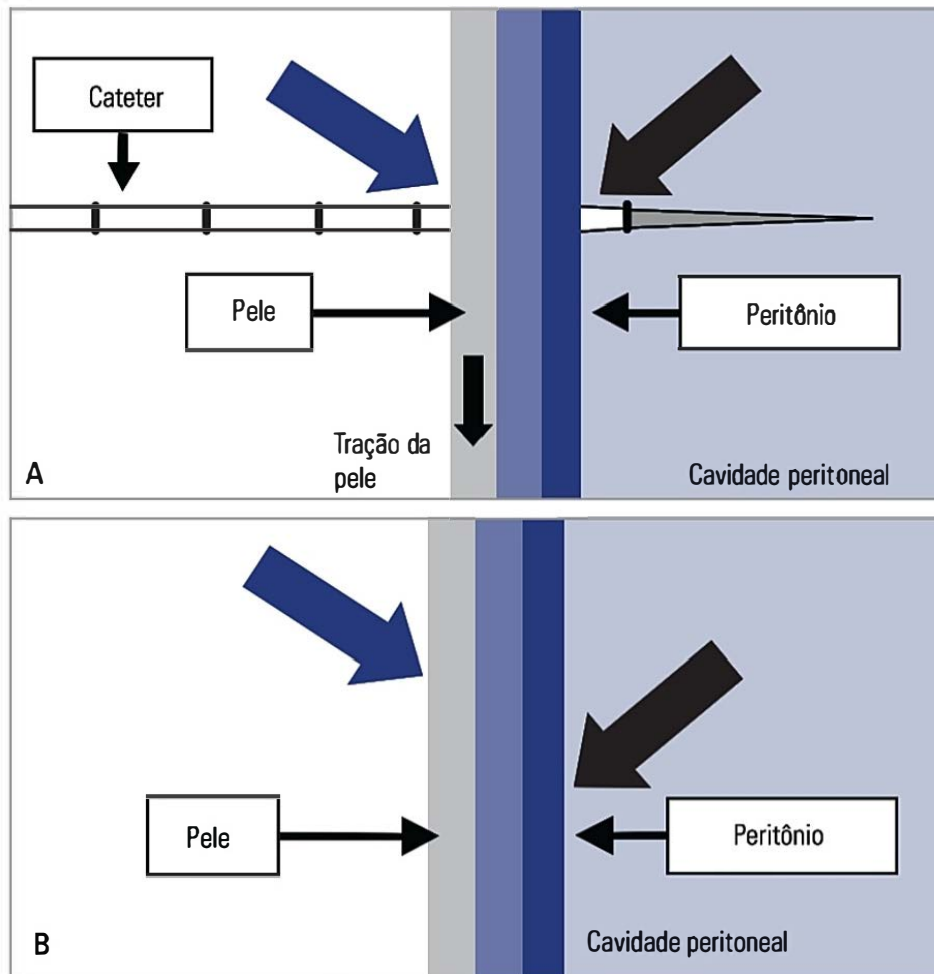 Cateter
Pele
Peritônio
Tração da
pele
A
Cavidade peritoneal
Pele
Peritônio
B
Cavidade peritoneal